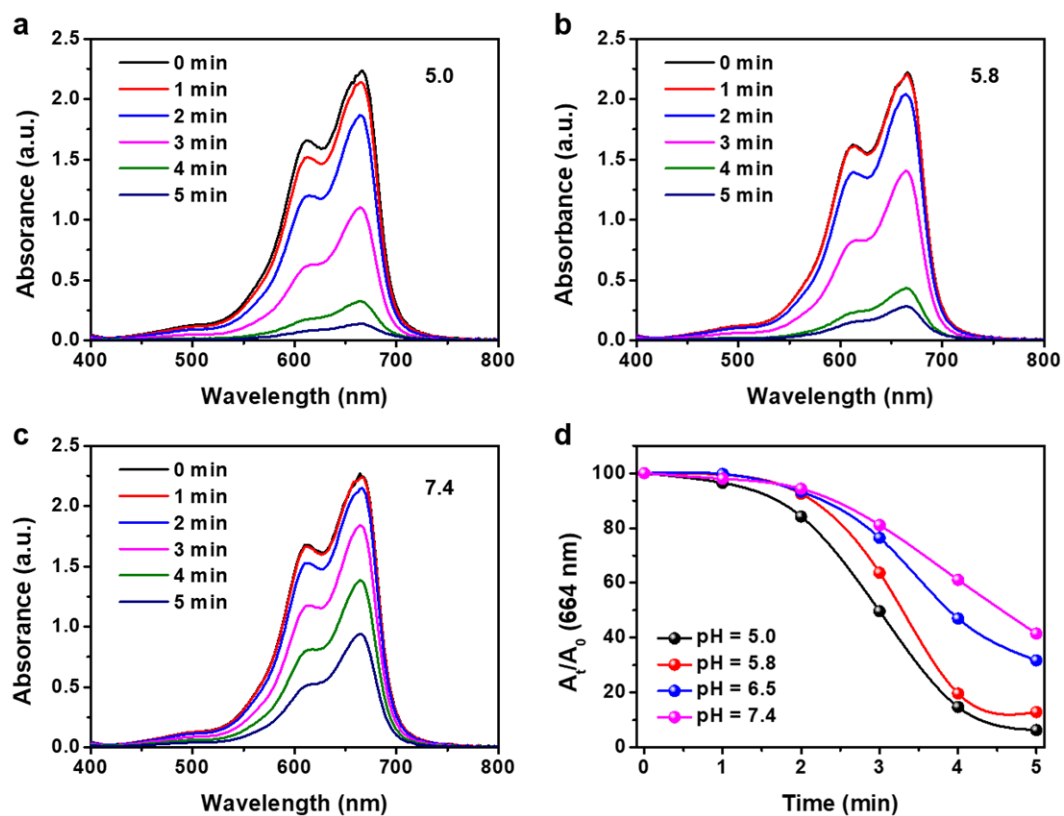 a
2.5
2.0
1.5
1.0
0.5
0.0
Absorance (a.u.)
0 min
1 min
2 min
3 min
4 min
5 min
5.0
400 500 600 700 800
Wavelength (nm)
b
2.5
2.0
1.5
1.0
0.5
0.0
Absorbance (a.u.)
0 min
1 min
2 min
3 min
4 min
5 min
5.8
400 500 600 700 800
Wavelength (nm)
c
2.5
2.0
1.5
1.0
0.5
0.0
Absorance (a.u.)
0 min
1 min
2 min
3 min
4 min
5 min
7.4
400 500 600 700 800
Wavelength (nm)
d
100
80
60
40
20
0
At/A0 (664 nm)
pH = 5.0
pH = 5.8
pH = 6.5
pH = 7.4
0 1 2 3 4 5
Time (min)